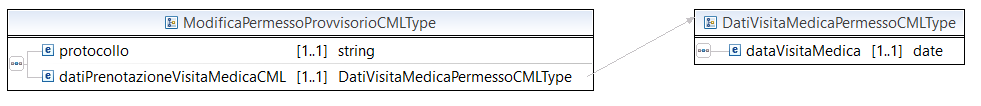 ModificaPermessoProvvisorioCMLType
protocollo [1..1] string
datiPrenotazioneVisitaMedicaCML [1..1] DatiVisitaMedicaPermessoCMLType
DatiVisitaMedicaPermessoCMLType
dataVisitaMedica [1..1] date